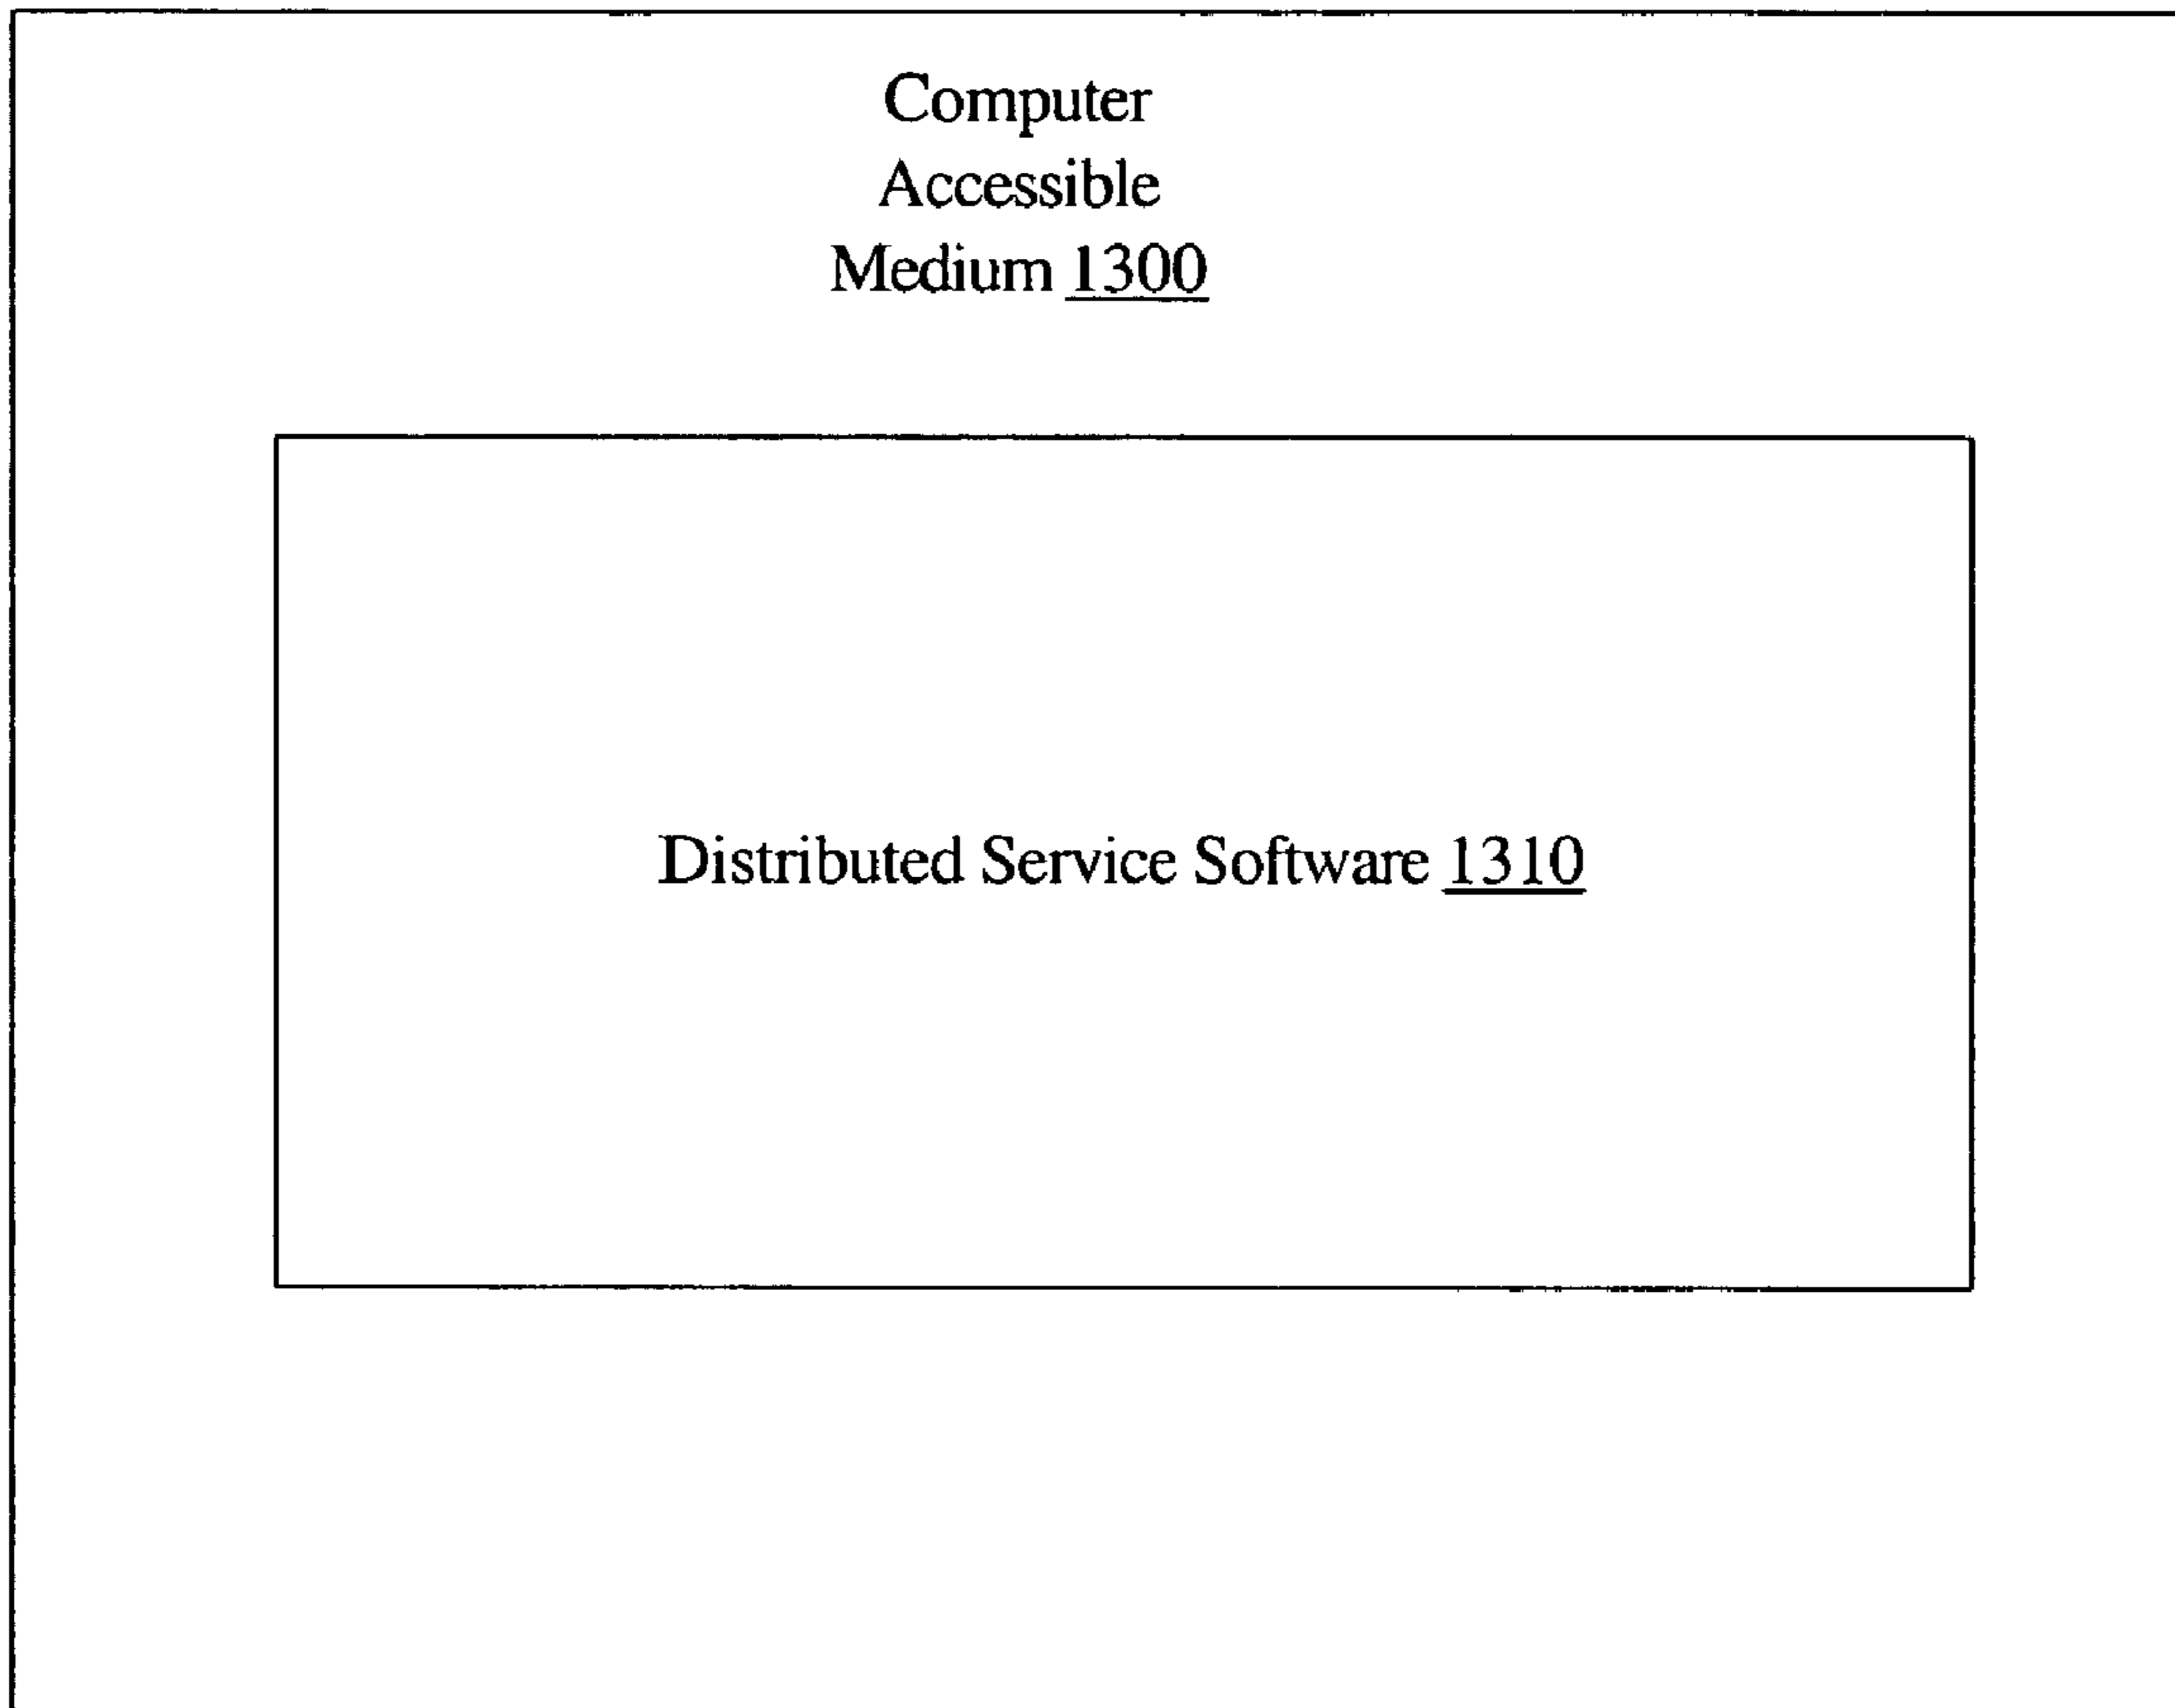 Computer
Accessible
Medium 1300
Distributed Service Software 1310